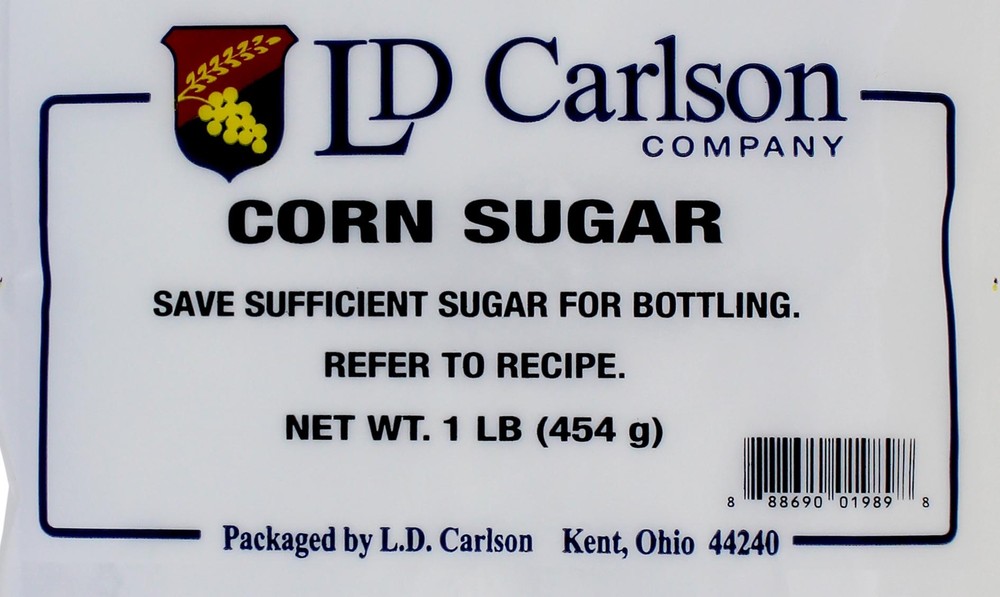 LD Carlson
COMPANY
CORN SUGAR
SAVE SUFFICIENT SUGAR FOR BOTTLING.
REFER TO RECIPE.
NET WT. 1 LB (454 g)
8 88690 01989 8
Packaged by L.D. Carlson Kent, Ohio 44240